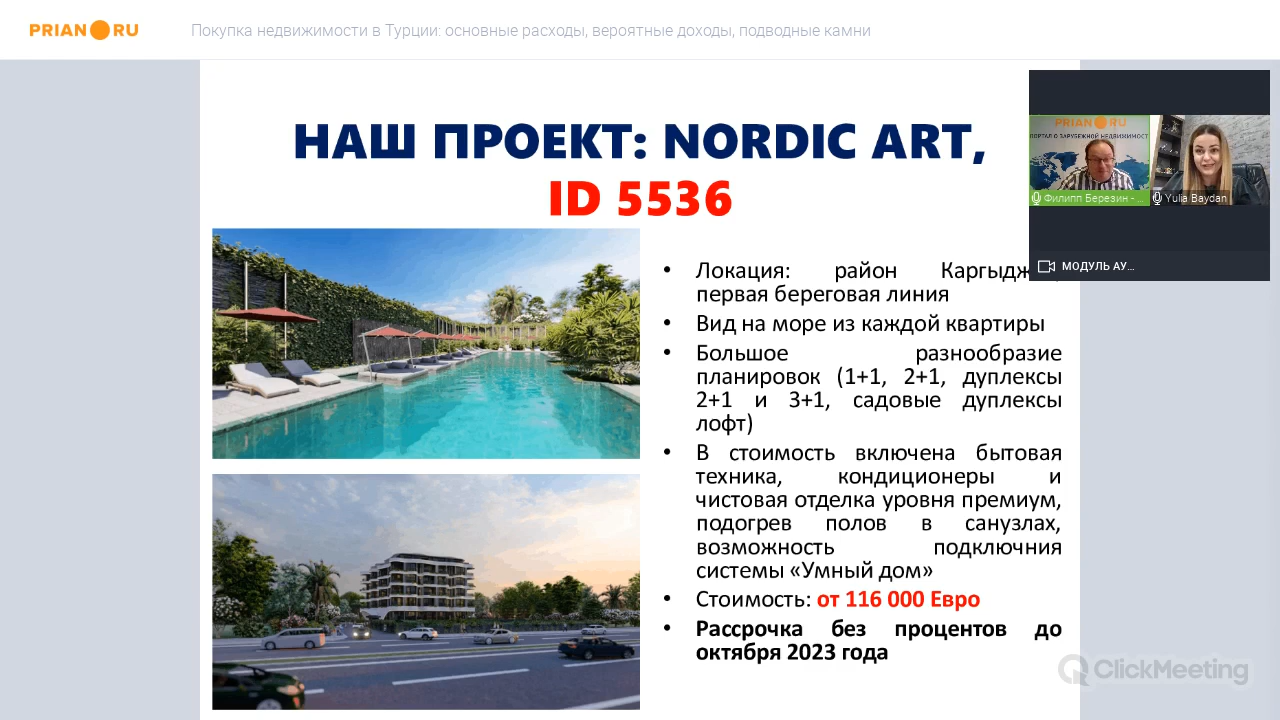 PRIAN RU
Покупка недвижимости в Турции: основные расходы, вероятные доходы, подводные камни
НАШ ПРОЕКТ: NORDIC ART,
ID 5536
PRIAN RU
ПОРТАЛ О ЗАРУБЕЖНОЙ НЕДВИЖИМОСТ
Филипп Березин - ...
Yulia Baydan
МОДУЛЬ АУ...
• Локация: район Каргыдж
первая береговая линия
• Вид на море из каждой квартиры
• Большое разнообразие
планировок (1+1, 2+1, дуплексы
2+1 и 3+1, садовые дуплексы
лофт)
• В стоимость включена бытовая
техника, кондиционеры и
чистовая отделка уровня премиум,
подогрев полов в санузлах,
возможность подключния
системы «Умный дом»
• Стоимость: от 116 000 Евро
• Рассрочка без процентов до
октября 2023 года
ClickMeeting